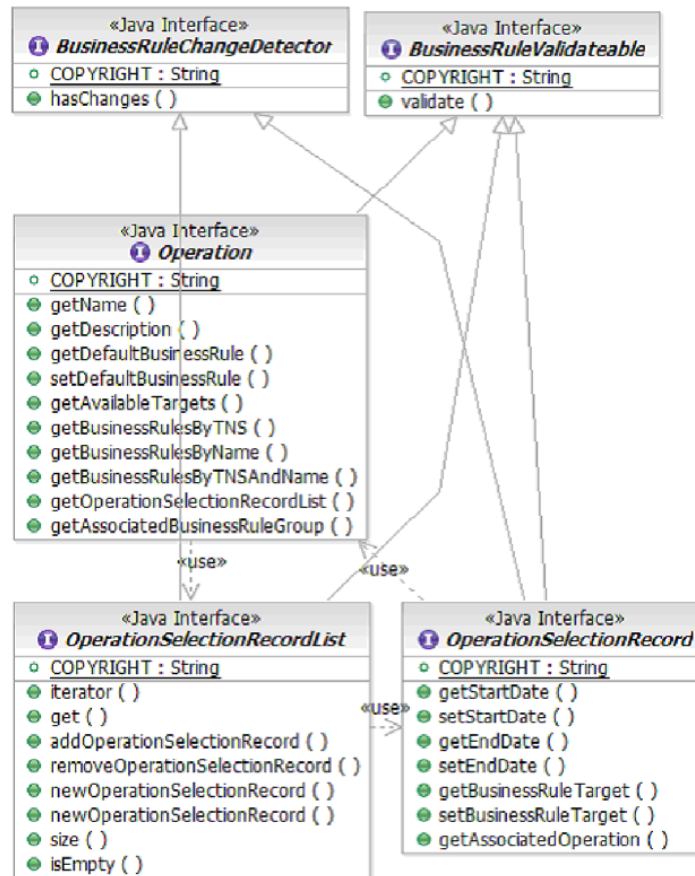 «Java Interface»
BusinessRuleChangeDetector
COPYRIGHT : String
hasChanges ( )
«Java Interface»
BusinessRuleValidateable
COPYRIGHT : String
validate ( )
«Java Interface»
Operation
COPYRIGHT : String
getName ( )
getDescription ( )
getDefaultBusinessRule ( )
setDefaultBusinessRule ( )
getAvailableTargets ( )
getBusinessRulesByTNS ( )
getBusinessRulesByName ( )
getBusinessRulesByTNSAndName ( )
getOperationSelectionRecordList ( )
getAssociatedBusinessRuleGroup ( )
«use»
«use»
«Java Interface»
OperationSelectionRecordList
COPYRIGHT : String
iterator ( )
get ( )
addOperationSelectionRecord ( )
removeOperationSelectionRecord ( )
newOperationSelectionRecord ( )
newOperationSelectionRecord ( )
size ( )
isEmpty ( )
«use»
«Java Interface»
OperationSelectionRecord
COPYRIGHT : String
getStartDate ( )
setStartDate ( )
getEndDate ( )
setEndDate ( )
getBusinessRuleTarget ( )
setBusinessRuleTarget ( )
getAssociatedOperation ( )